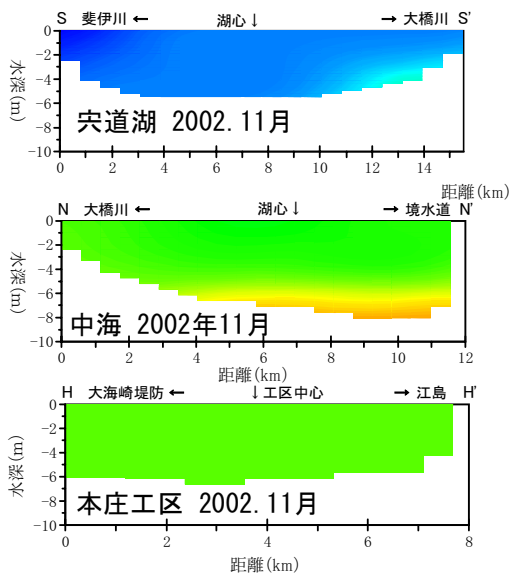 S 斐伊川 ← 湖心↓ → 大橋川 S'
0
−2
−4
−6
−8
−10
水深(m)
宍道湖 2002.11月
0 2 4 6 8 10 12 14
距離(km)
N 大橋川 ← 湖心↓ → 境水道 N'
0
−2
−4
−6
−8
−10
水深(m)
中海 2002年11月
0 2 4 6 8 10 12
距離(km)
H 大海崎堤防 ← ↓工区中心 → 江島 H'
0
−2
−4
−6
−8
−10
水深(m)
本庄工区 2002.11月
0 2 4 6 8
距離(km)